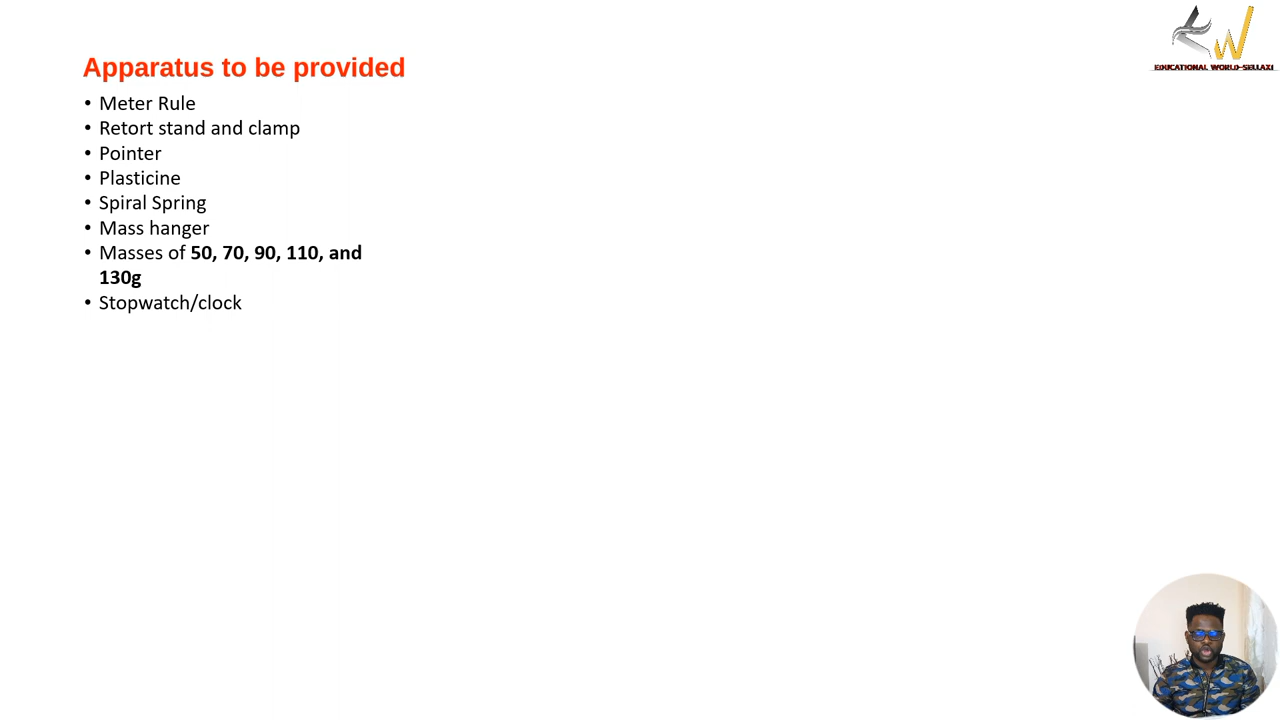 EDUCATIONAL WORLD-SELLAXI
Apparatus to be provided
• Meter Rule
• Retort stand and clamp
• Pointer
• Plasticine
• Spiral Spring
• Mass hanger
• Masses of 50, 70, 90, 110, and
130g
• Stopwatch/clock